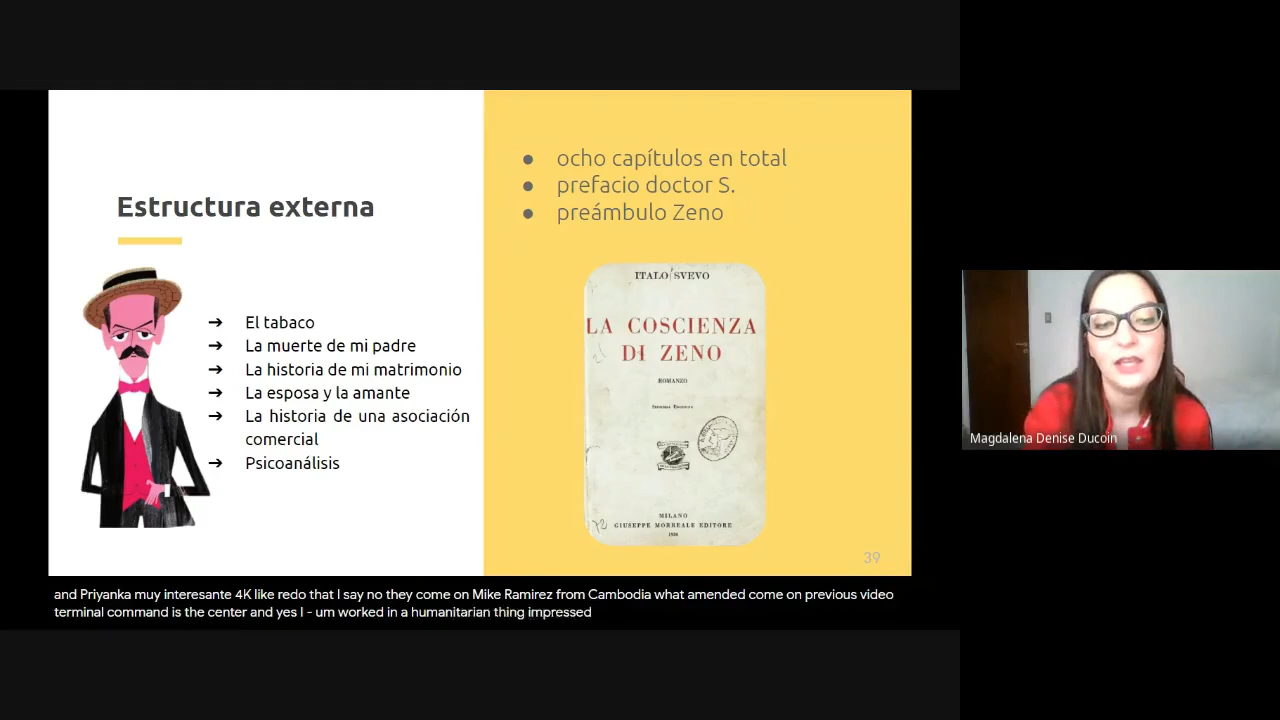 Estructura externa
➔ El tabaco
➔ La muerte de mi padre
➔ La historia de mi matrimonio
➔ La esposa y la amante
➔ La historia de una asociación
comercial
➔ Psicoanálisis
● ocho capítulos en total
● prefacio doctor S.
● preámbulo Zeno
ITALO SVEVO
LA COSCIENZA
DI ZENO
ROMANZO
MILANO
GIUSEPPE MORREALE EDITORE
39
Magdalena Denise Ducoin
and Priyanka muy interesante 4K like redo that I say no they come on Mike Ramirez from Cambodia what amended come on previous video
terminal command is the center and yes I - um worked in a humanitarian thing impressed